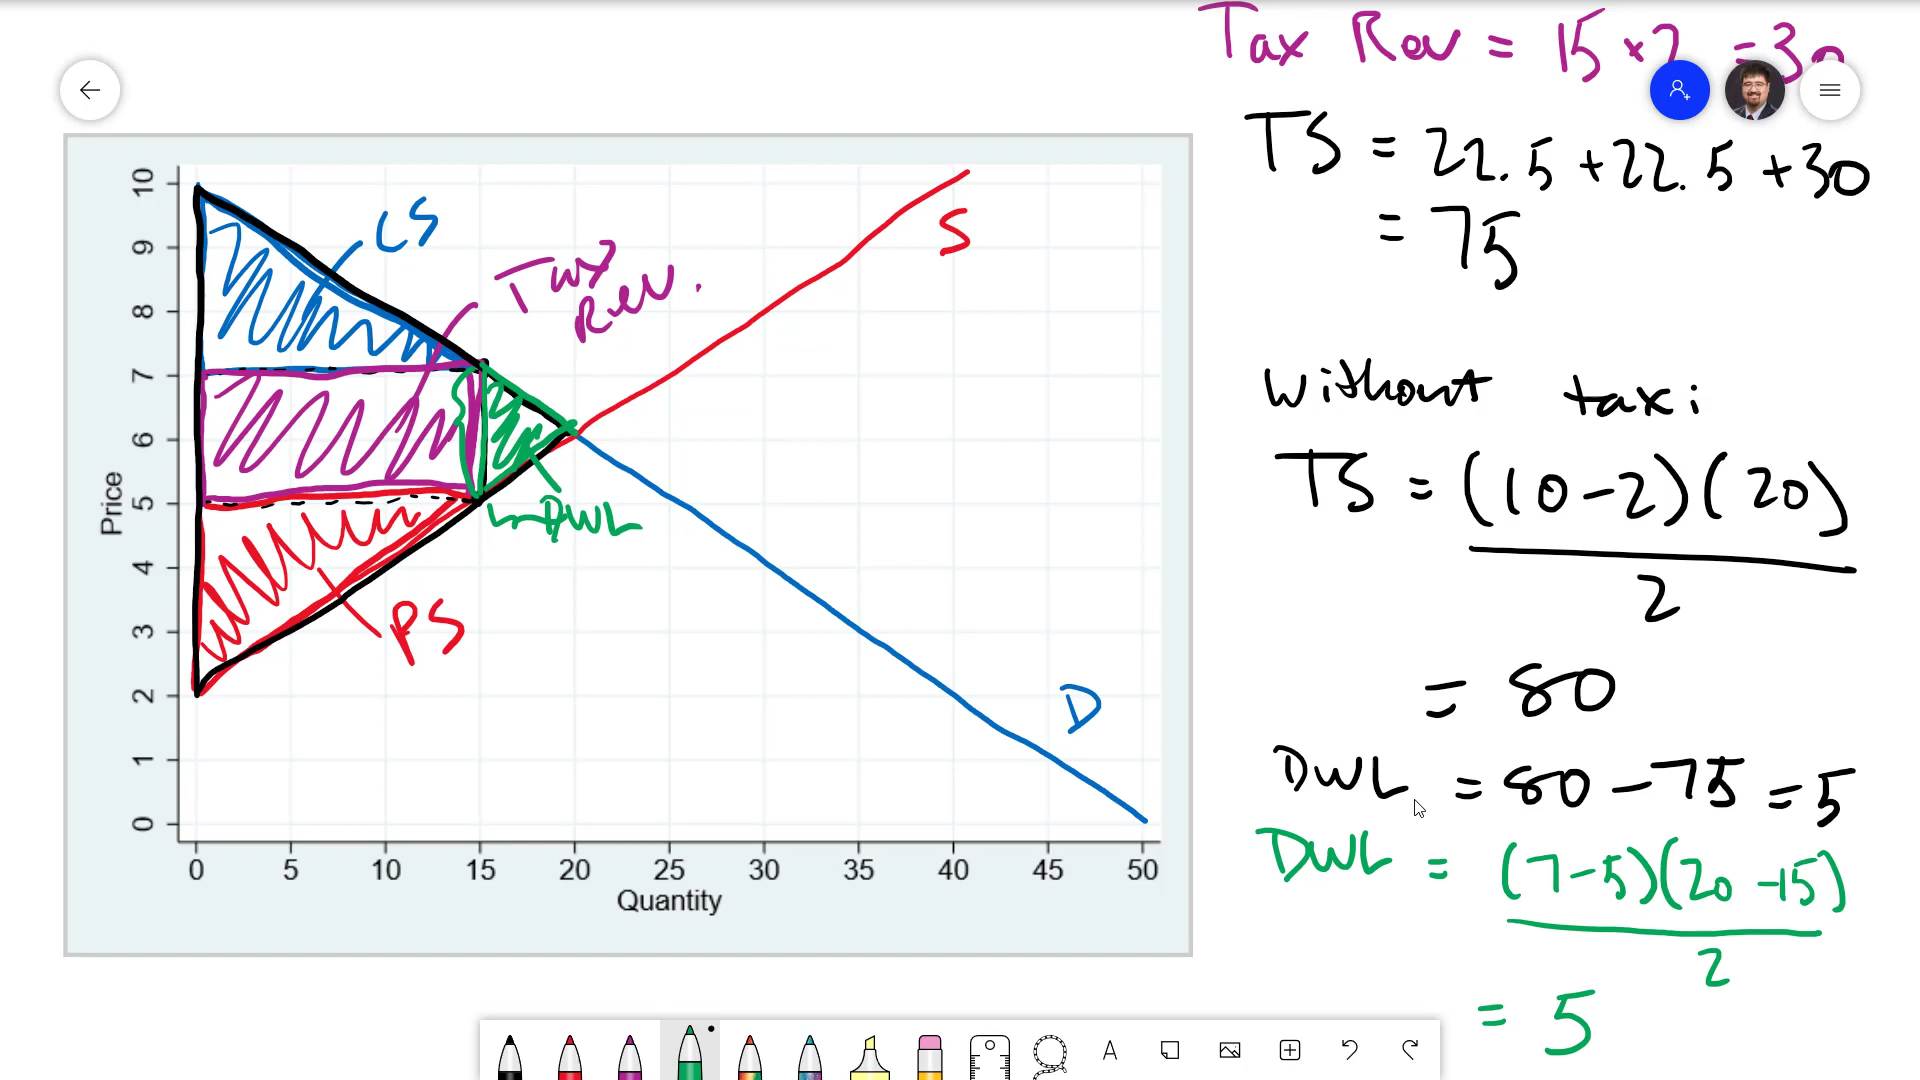 Tax Rev = 15 × 2 = 30
TS = 22.5 + 22.5 + 30
= 75
Without tax:
TS = (10 - 2)(20)
2
= 80
DWL = 80 - 75 = 5
DWL = (7 - 5)(20 - 15)
2
= 5
CS
Tax
Rev.
S
DWL
PS
D
Price
10
9
8
7
6
5
4
3
2
1
0
0 5 10 15 20 25 30 35 40 45 50
Quantity
A